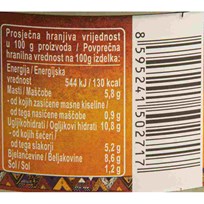 Prosječna hranjiva vrijednost
u 100 g proizvoda / Povprečna
hranilna vrednost na 100g izdelka:
Energija / Energijska
vrednost 544 kJ / 130 kcal
Masti / Maščobe 5,8 g
- od kojih zasićene masne kiseline /
od tega nasičene maščobe 0,9 g
Ugljikohidrati / Ogljikovi hidrati 10,8 g
- od kojih šećeri /
od tega slakorji 5,2 g
Bjelančevine / Beljakovine 8,6 g
Sol / Sol 1,2 g
8595241502717